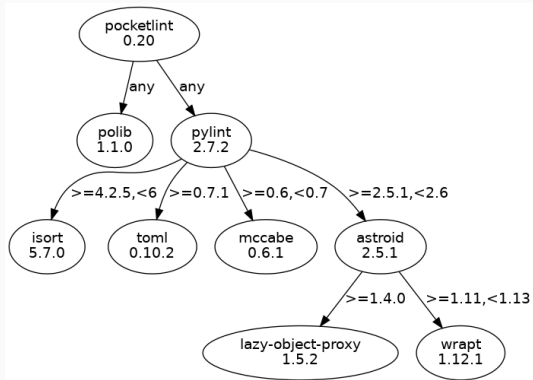 pocketlint
0.20
any
any
polib
1.1.0
pylint
2.7.2
>=4.2.5,<6
>=0.7.1
>=0.6,<0.7
>=2.5.1,<2.6
isort
5.7.0
toml
0.10.2
mccabe
0.6.1
astroid
2.5.1
>=1.4.0
>=1.11,<1.13
lazy-object-proxy
1.5.2
wrapt
1.12.1